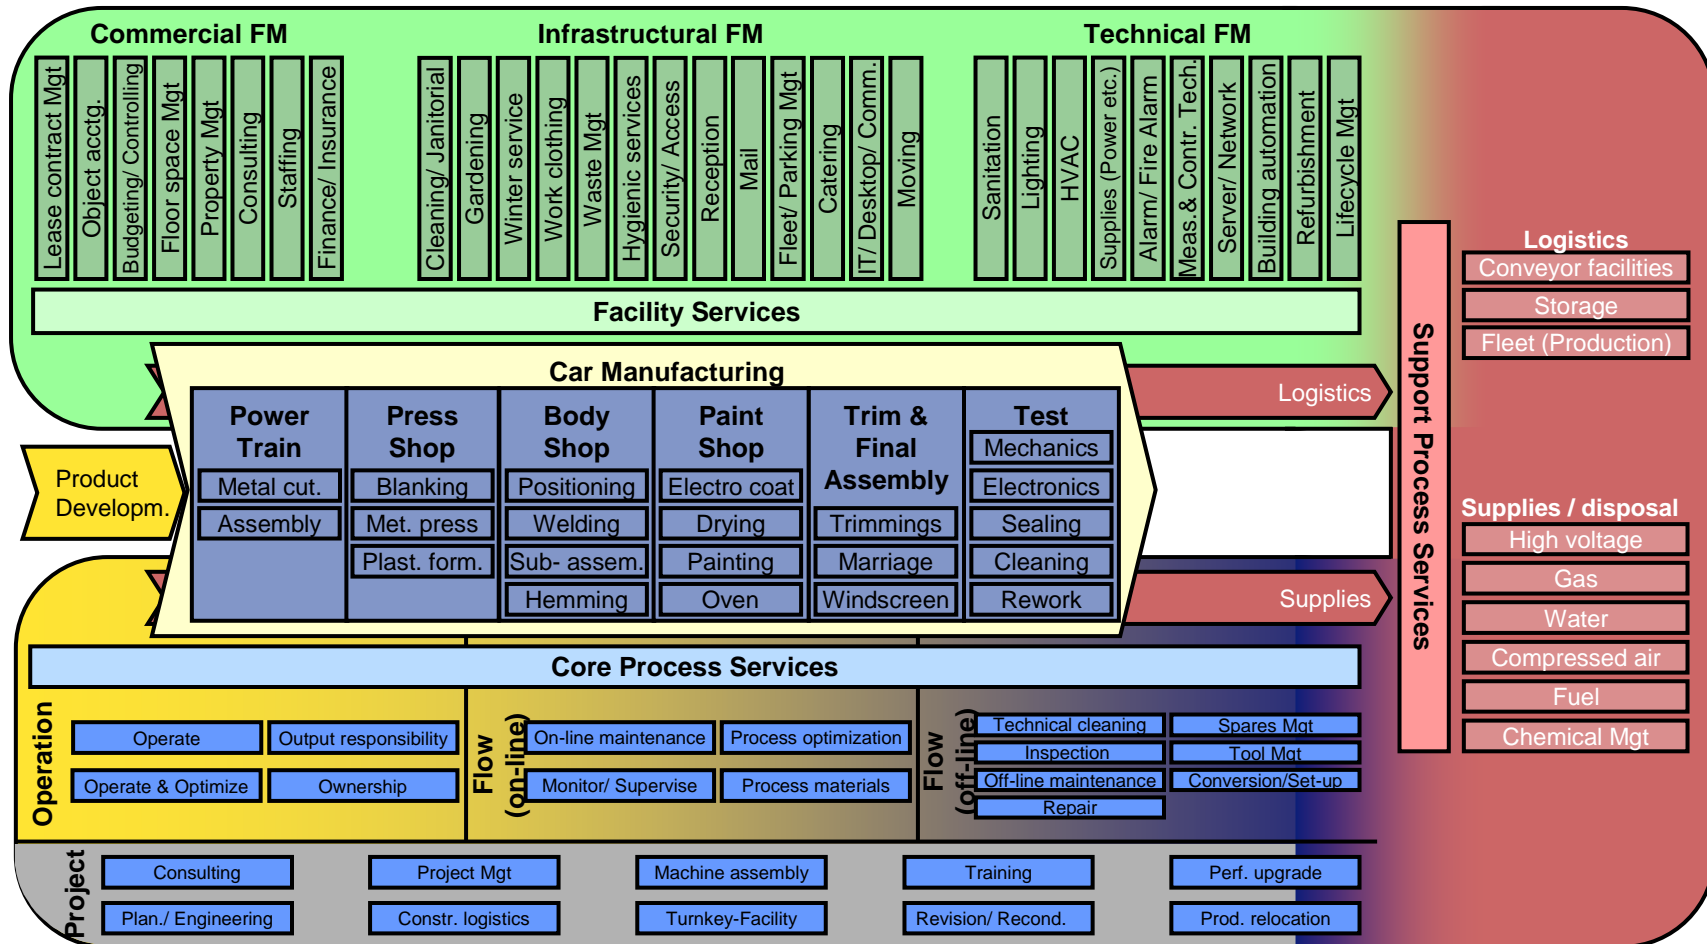 Commercial FM
Infrastructural FM
Technical FM
Lease contract Mgt
Object acctg.
Budgeting/ Controlling
Floor space Mgt
Property Mgt
Consulting
Staffing
Finance/ Insurance
Cleaning/ Janitorial
Gardening
Winter service
Work clothing
Waste Mgt
Hygienic services
Security/ Access
Reception
Mail
Fleet/ Parking Mgt
Catering
IT/ Desktop/ Comm.
Moving
Sanitation
Lighting
HVAC
Supplies (Power etc.)
Alarm/ Fire Alarm
Meas.& Contr. Tech.
Server/ Network
Building automation
Refurbishment
Lifecycle Mgt
Facility Services
Car Manufacturing
Product
Developm.
Power
Train
Metal cut.
Assembly
Press
Shop
Blanking
Met. press
Plast. form.
Body
Shop
Positioning
Welding
Sub- assem.
Hemming
Paint
Shop
Electro coat
Drying
Painting
Oven
Trim &
Final
Assembly
Trimmings
Marriage
Windscreen
Test
Mechanics
Electronics
Sealing
Cleaning
Rework
Logistics
Supplies
Support Process Services
Logistics
Conveyor facilities
Storage
Fleet (Production)
Supplies / disposal
High voltage
Gas
Water
Compressed air
Fuel
Chemical Mgt
Core Process Services
Operation
Operate
Output responsibility
Operate & Optimize
Ownership
Flow
(on-line)
On-line maintenance
Process optimization
Monitor/ Supervise
Process materials
Flow
(off-line)
Technical cleaning
Spares Mgt
Inspection
Tool Mgt
Off-line maintenance
Conversion/Set-up
Repair
Project
Consulting
Project Mgt
Machine assembly
Training
Perf. upgrade
Plan./ Engineering
Constr. logistics
Turnkey-Facility
Revision/ Recond.
Prod. relocation